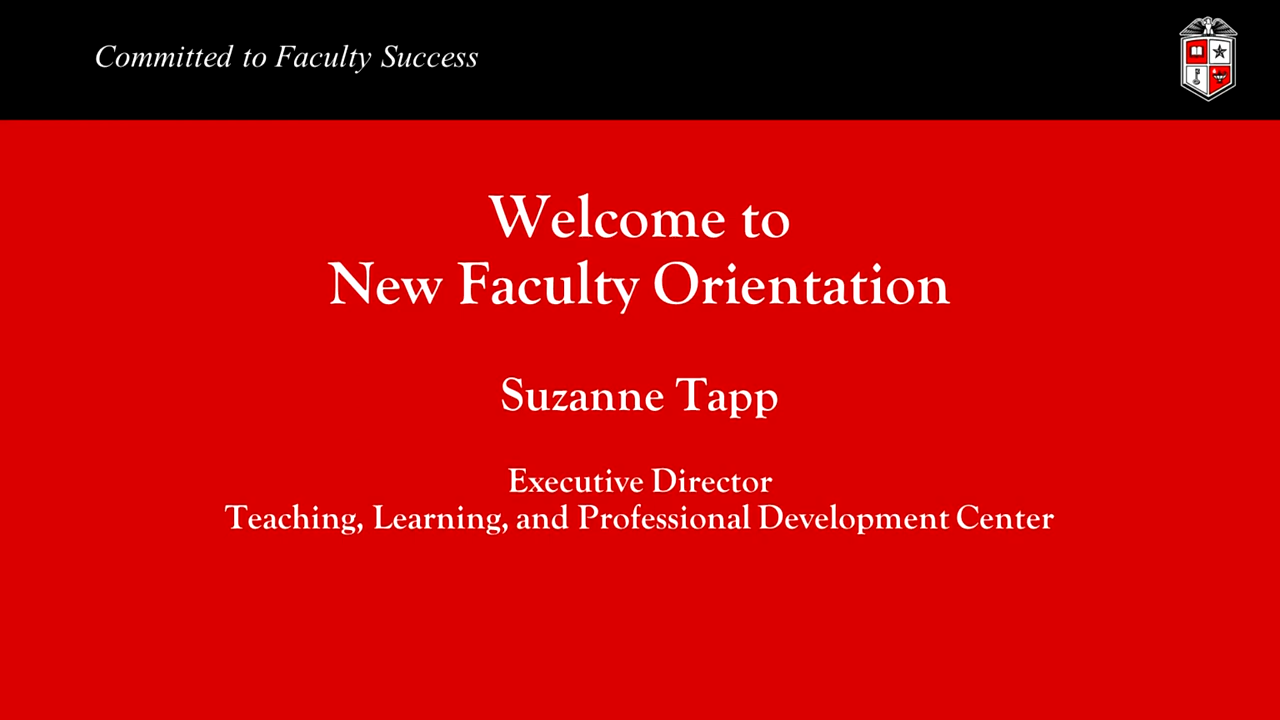 Committed to Faculty Success
Welcome to
New Faculty Orientation
Suzanne Tapp
Executive Director
Teaching, Learning, and Professional Development Center